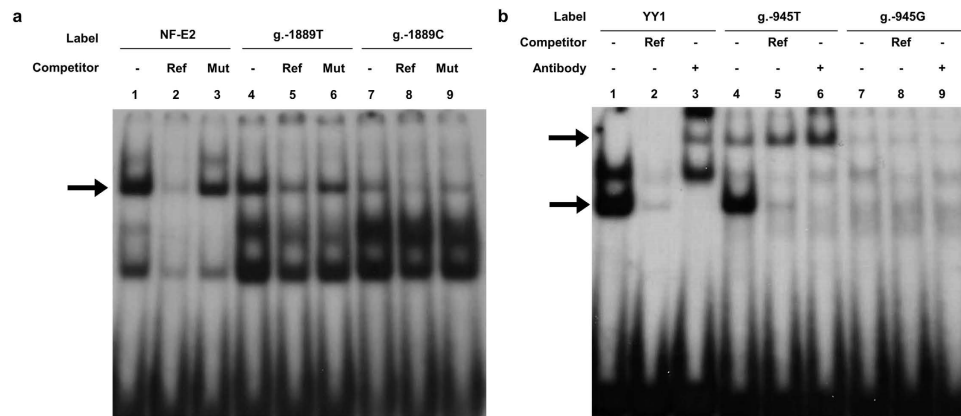 a
Label NF-E2 g.-1889T g.-1889C
Competitor - Ref Mut - Ref Mut - Ref Mut
1 2 3 4 5 6 7 8 9
b
Label YY1 g.-945T g.-945G
Competitor - Ref - - Ref - - Ref -
Antibody - - + - - + - - +
1 2 3 4 5 6 7 8 9